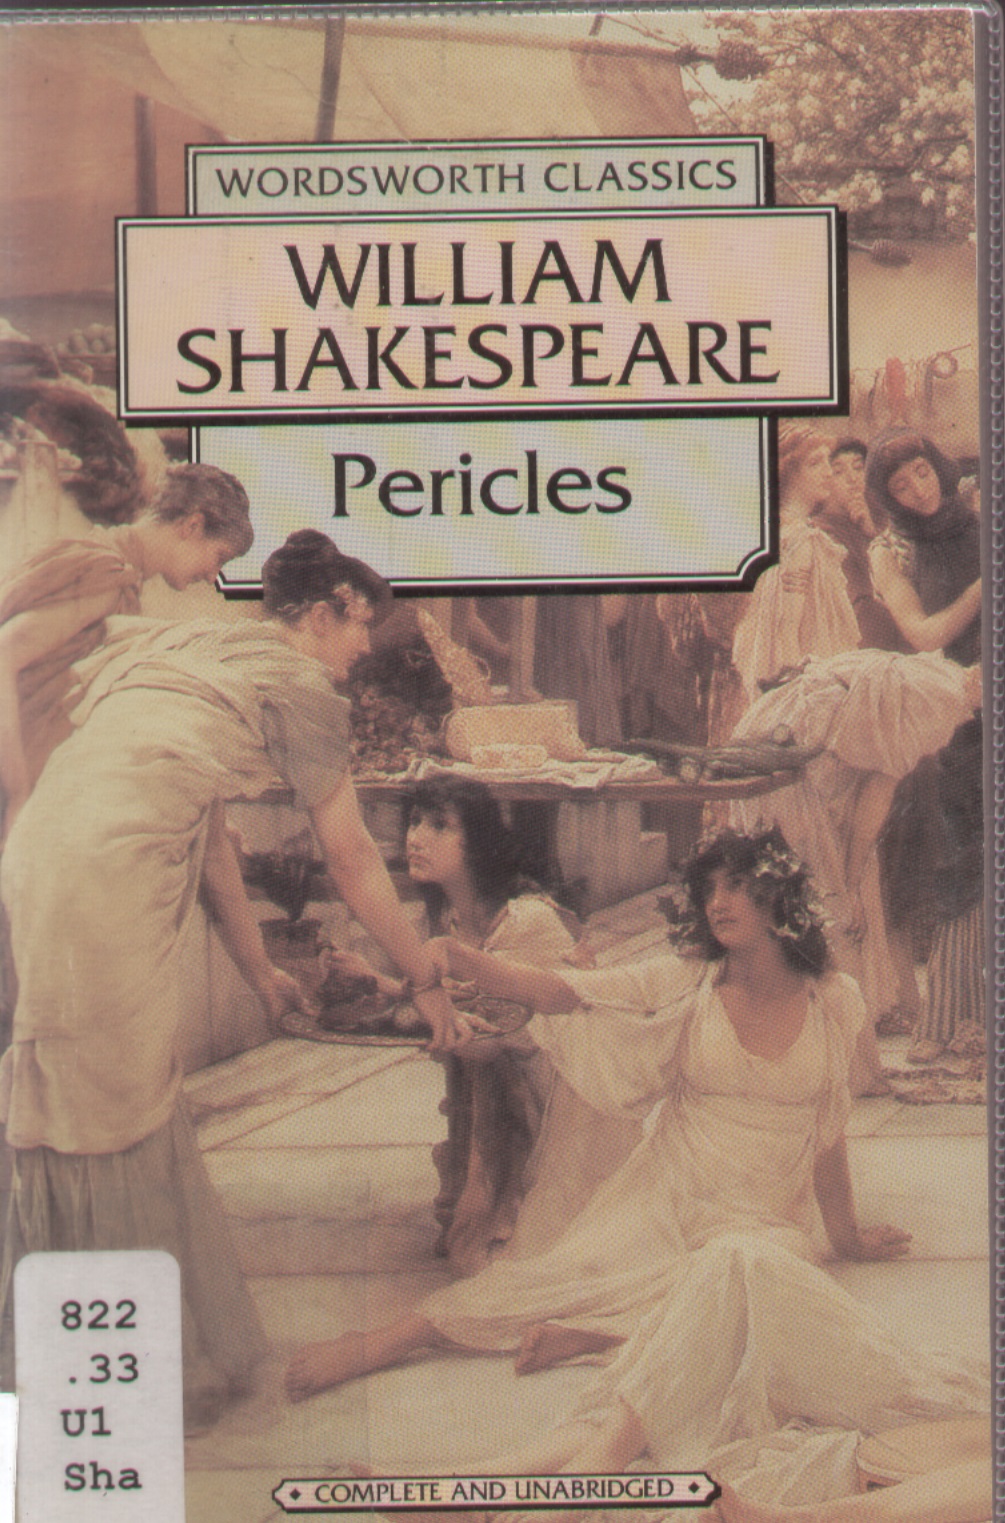 WORDSWORTH CLASSICS
WILLIAM
SHAKESPEARE
Pericles
822
.33
U1
Sha
COMPLETE AND UNABRIDGED